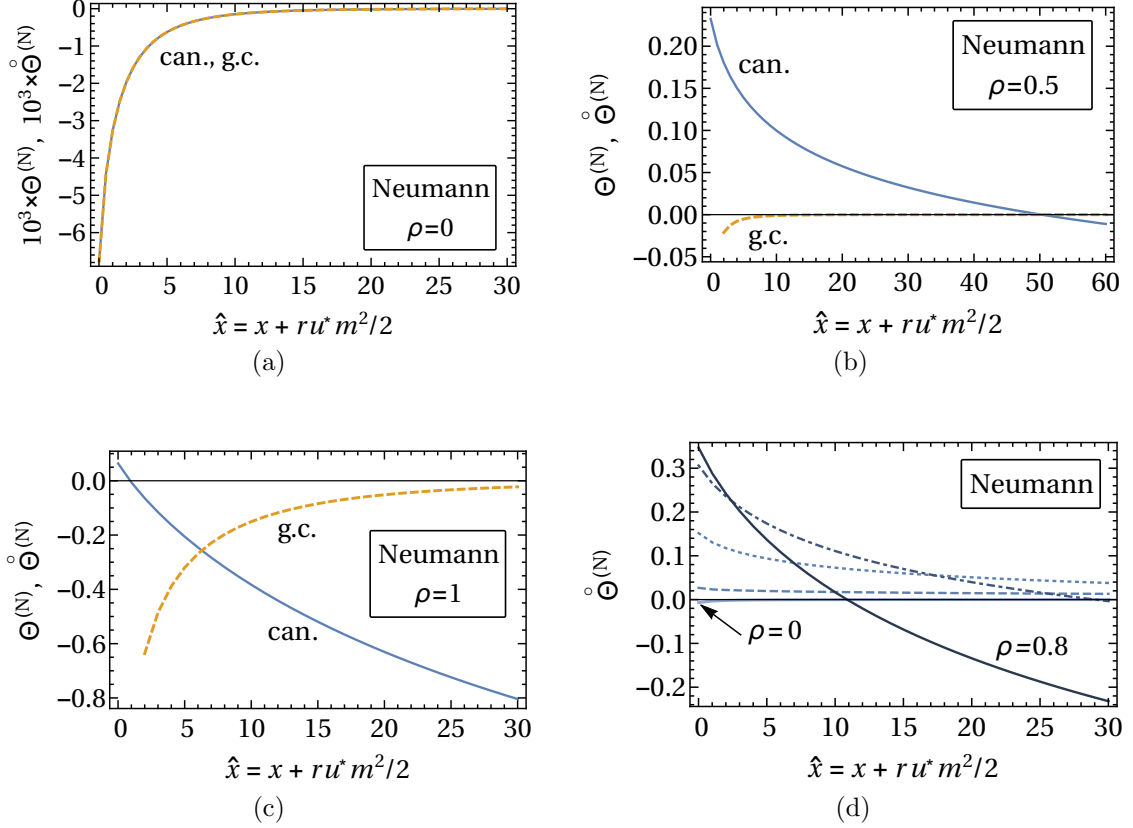 10³×Θ⁽ᴺ⁾, 10³×Θ̊⁽ᴺ⁾
0
−1
−2
−3
−4
−5
−6
can., g.c.
Neumann
ρ=0
0 5 10 15 20 25 30
x̂ = x + r u* m²/2
(a)
Θ⁽ᴺ⁾, Θ̊⁽ᴺ⁾
0.20
0.15
0.10
0.05
0.00
−0.05
can.
g.c.
Neumann
ρ=0.5
0 10 20 30 40 50 60
x̂ = x + r u* m²/2
(b)
Θ⁽ᴺ⁾, Θ̊⁽ᴺ⁾
0.0
−0.2
−0.4
−0.6
−0.8
g.c.
can.
Neumann
ρ=1
0 5 10 15 20 25 30
x̂ = x + r u* m²/2
(c)
Θ̊⁽ᴺ⁾
0.3
0.2
0.1
0.0
−0.1
−0.2
Neumann
ρ=0
ρ=0.8
0 5 10 15 20 25 30
x̂ = x + r u* m²/2
(d)